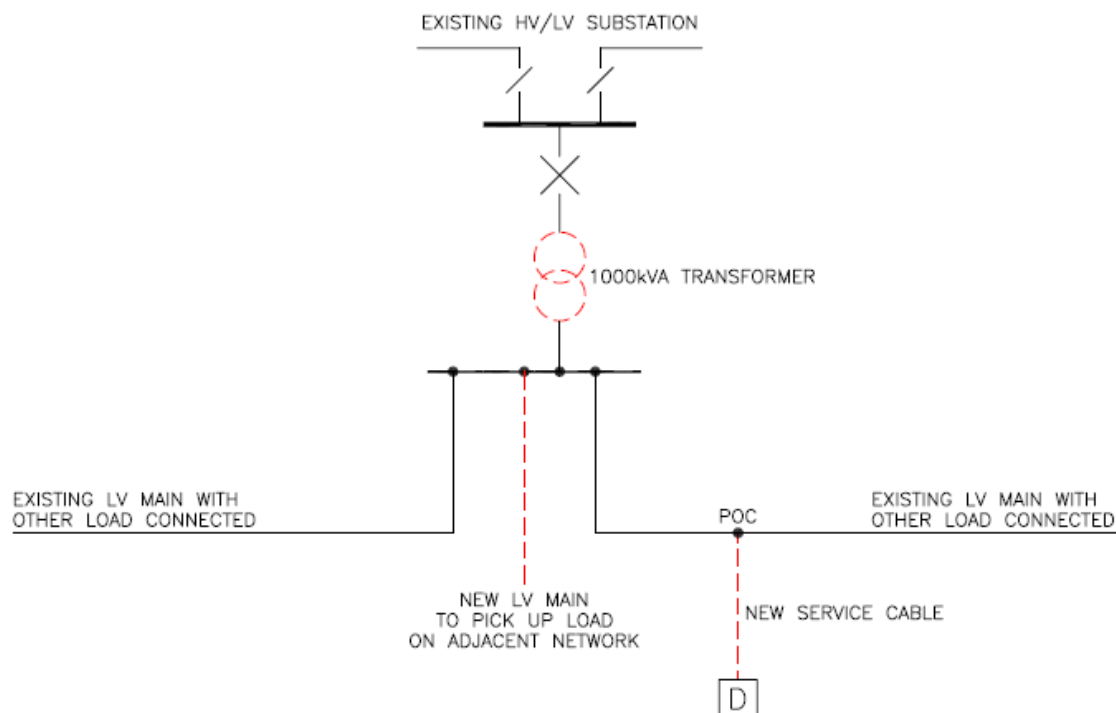 EXISTING HV/LV SUBSTATION
1000kVA TRANSFORMER
EXISTING LV MAIN WITH
OTHER LOAD CONNECTED
EXISTING LV MAIN WITH
OTHER LOAD CONNECTED
POC
NEW LV MAIN
TO PICK UP LOAD
ON ADJACENT NETWORK
NEW SERVICE CABLE
D